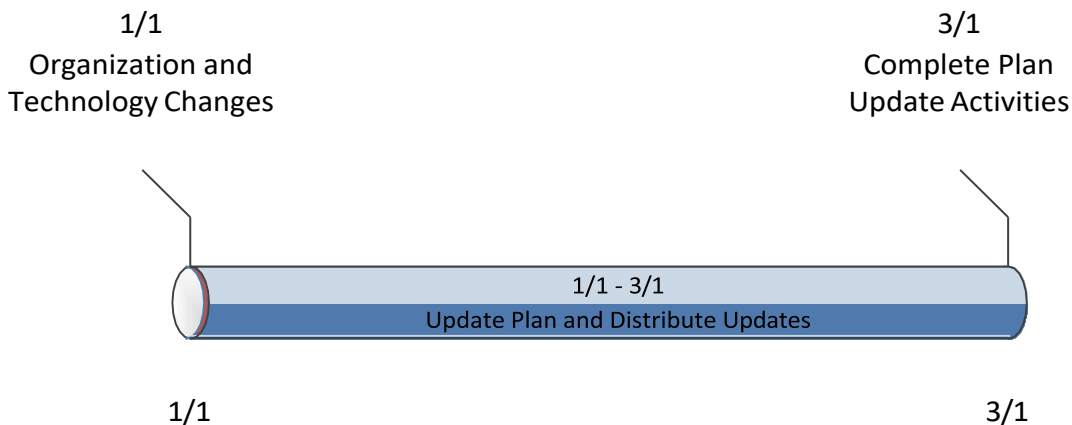 1/1
Organization and
Technology Changes
3/1
Complete Plan
Update Activities
1/1 - 3/1
Update Plan and Distribute Updates
1/1
3/1